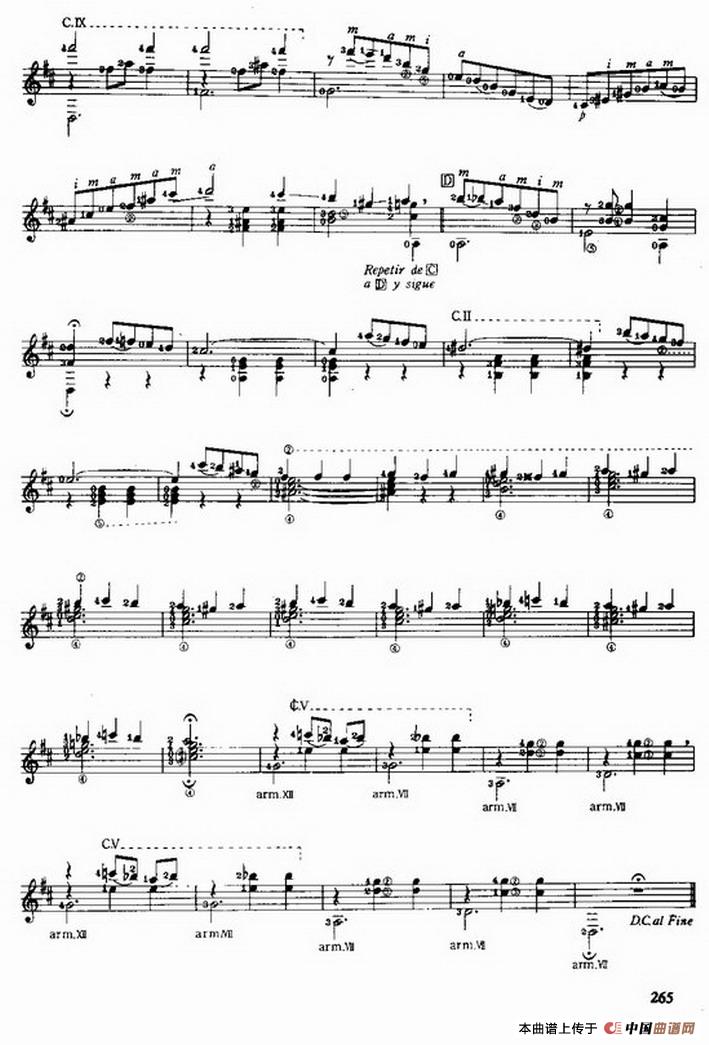 C.IX
m a m i
a
i m a m
p
i m a m a m a
D
m a m i m
Repetir de C
a D y sigue
C.II
②
⑤
④ ④ ④
②
④ ④ ④ ④ ④ ④
₵.V
④ ④
arm.XII arm.VII arm.VII arm.VII
C.V
D.C. al Fine
arm.XII arm.VII arm.VII arm.VII arm.VII
265
本曲谱上传于 中国曲谱网